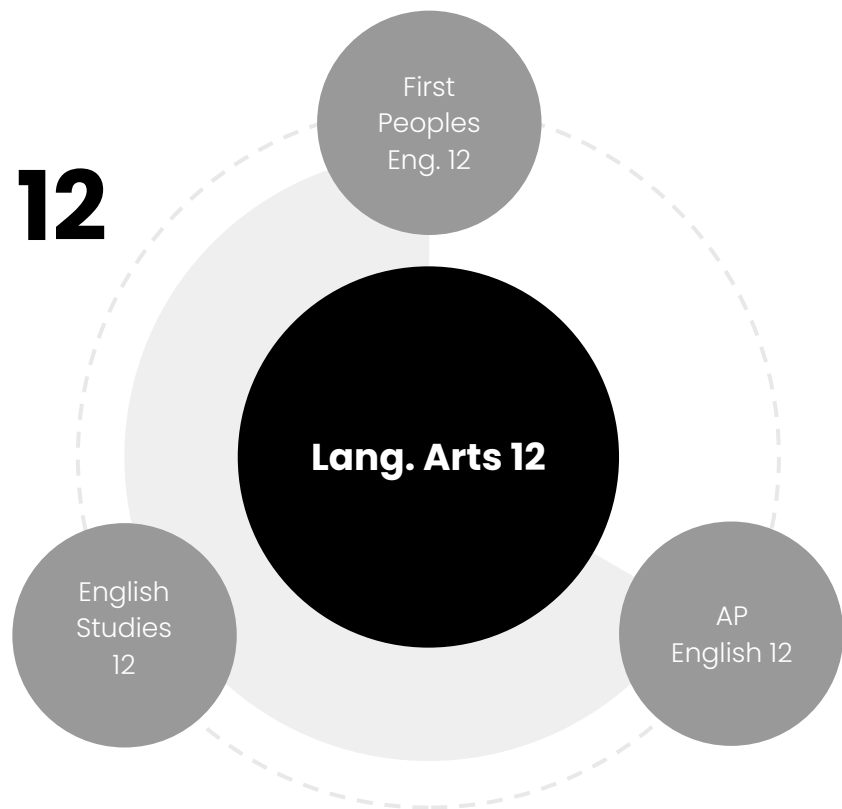 First
Peoples
Eng. 12
12
Lang. Arts 12
English
Studies
12
AP
English 12